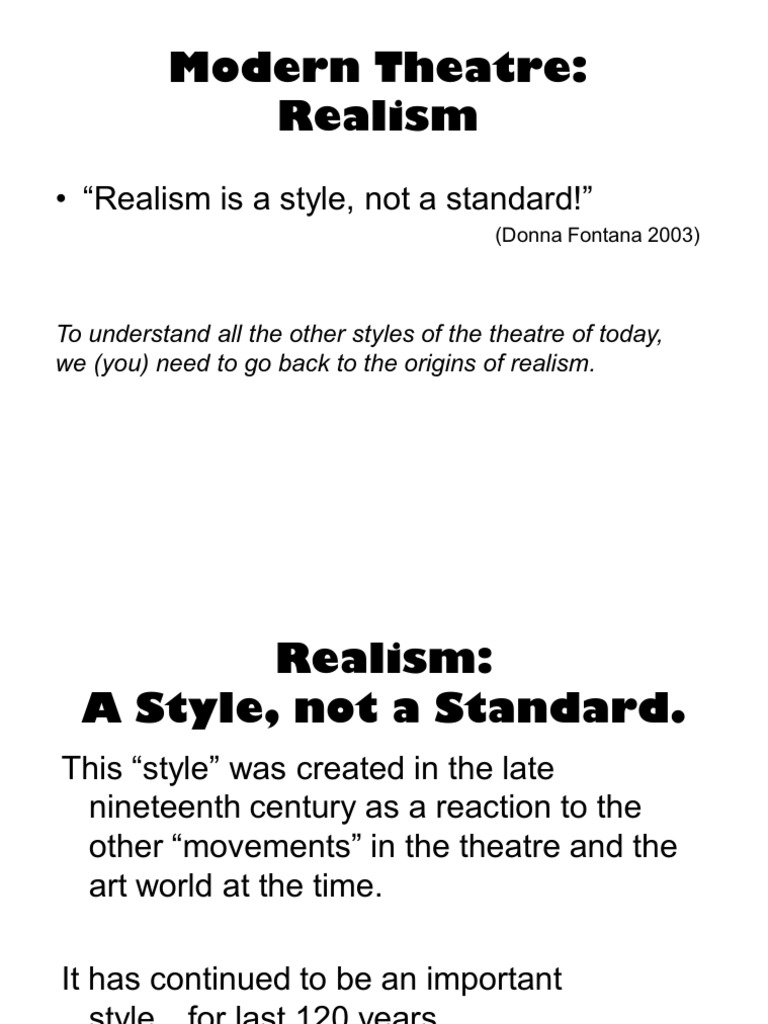 Modern Theatre:
Realism
• “Realism is a style, not a standard!”
(Donna Fontana 2003)
To understand all the other styles of the theatre of today,
we (you) need to go back to the origins of realism.
Realism:
A Style, not a Standard.
This “style” was created in the late
nineteenth century as a reaction to the
other “movements” in the theatre and the
art world at the time.
It has continued to be an important
style…for last 120 years